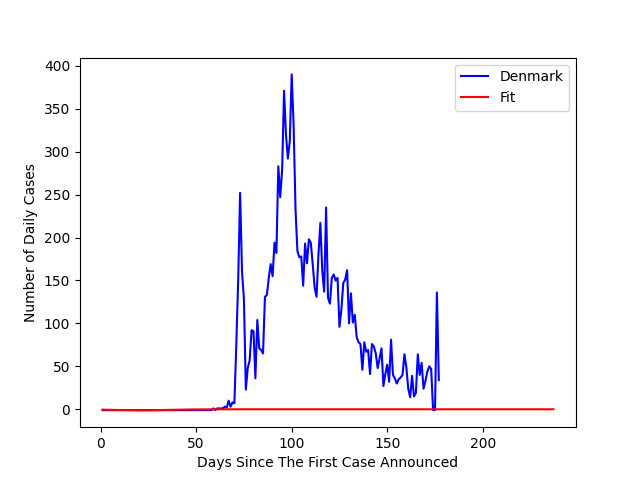 Denmark
Fit
Number of Daily Cases
400
350
300
250
200
150
100
50
0
0 50 100 150 200
Days Since The First Case Announced